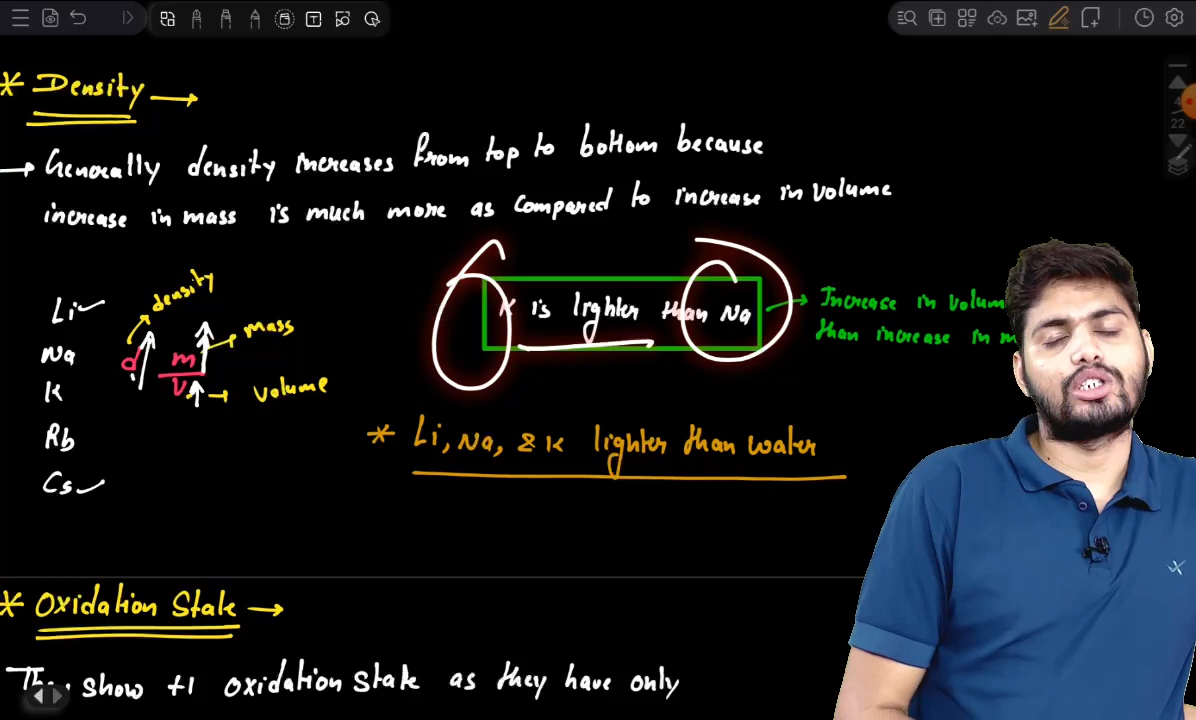 * Density →
→ Generally density increases from top to bottom because
increase in mass is much more as compared to increase in volume
Li
Na
K
Rb
Cs
density
d
m
V
mass
volume
K is lighter than Na
→ Increase in volum
than increase in m
* Li, Na, & K lighter than water
* Oxidation State →
show +1 oxidation state as they have only
22